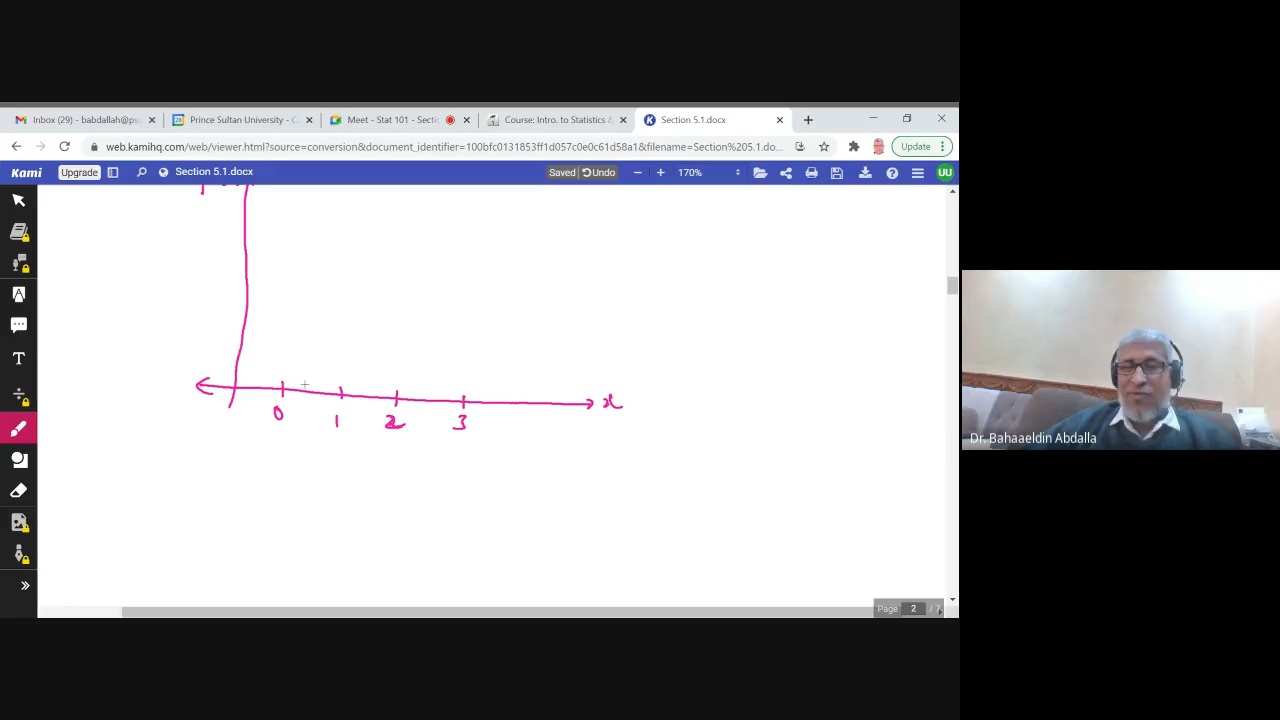 Inbox (29) - babdallah@ps
Prince Sultan University - C
Meet - Stat 101 - Secti
Course: Intro. to Statistics &
Section 5.1.docx
web.kamihq.com/web/viewer.html?source=conversion&document_identifier=100bfc0131853ff1d057c0e0c61d58a1&filename=Section%205.1.do...
Update
Kami
Upgrade
Section 5.1.docx
Saved
Undo
170%
UU
x
0
1
2
3
Dr. Bahaaeldin Abdalla
Page 2 / 7